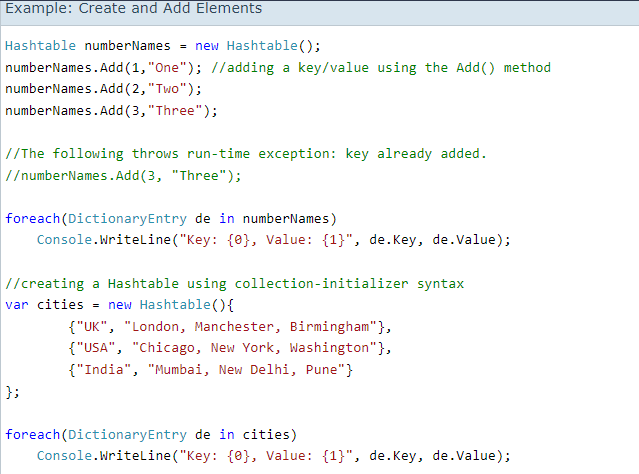 Example: Create and Add Elements
Hashtable numberNames = new Hashtable();
numberNames.Add(1,"One"); //adding a key/value using the Add() method
numberNames.Add(2,"Two");
numberNames.Add(3,"Three");
//The following throws run-time exception: key already added.
//numberNames.Add(3, "Three");
foreach(DictionaryEntry de in numberNames)
Console.WriteLine("Key: {0}, Value: {1}", de.Key, de.Value);
//creating a Hashtable using collection-initializer syntax
var cities = new Hashtable(){
{"UK", "London, Manchester, Birmingham"},
{"USA", "Chicago, New York, Washington"},
{"India", "Mumbai, New Delhi, Pune"}
};
foreach(DictionaryEntry de in cities)
Console.WriteLine("Key: {0}, Value: {1}", de.Key, de.Value);